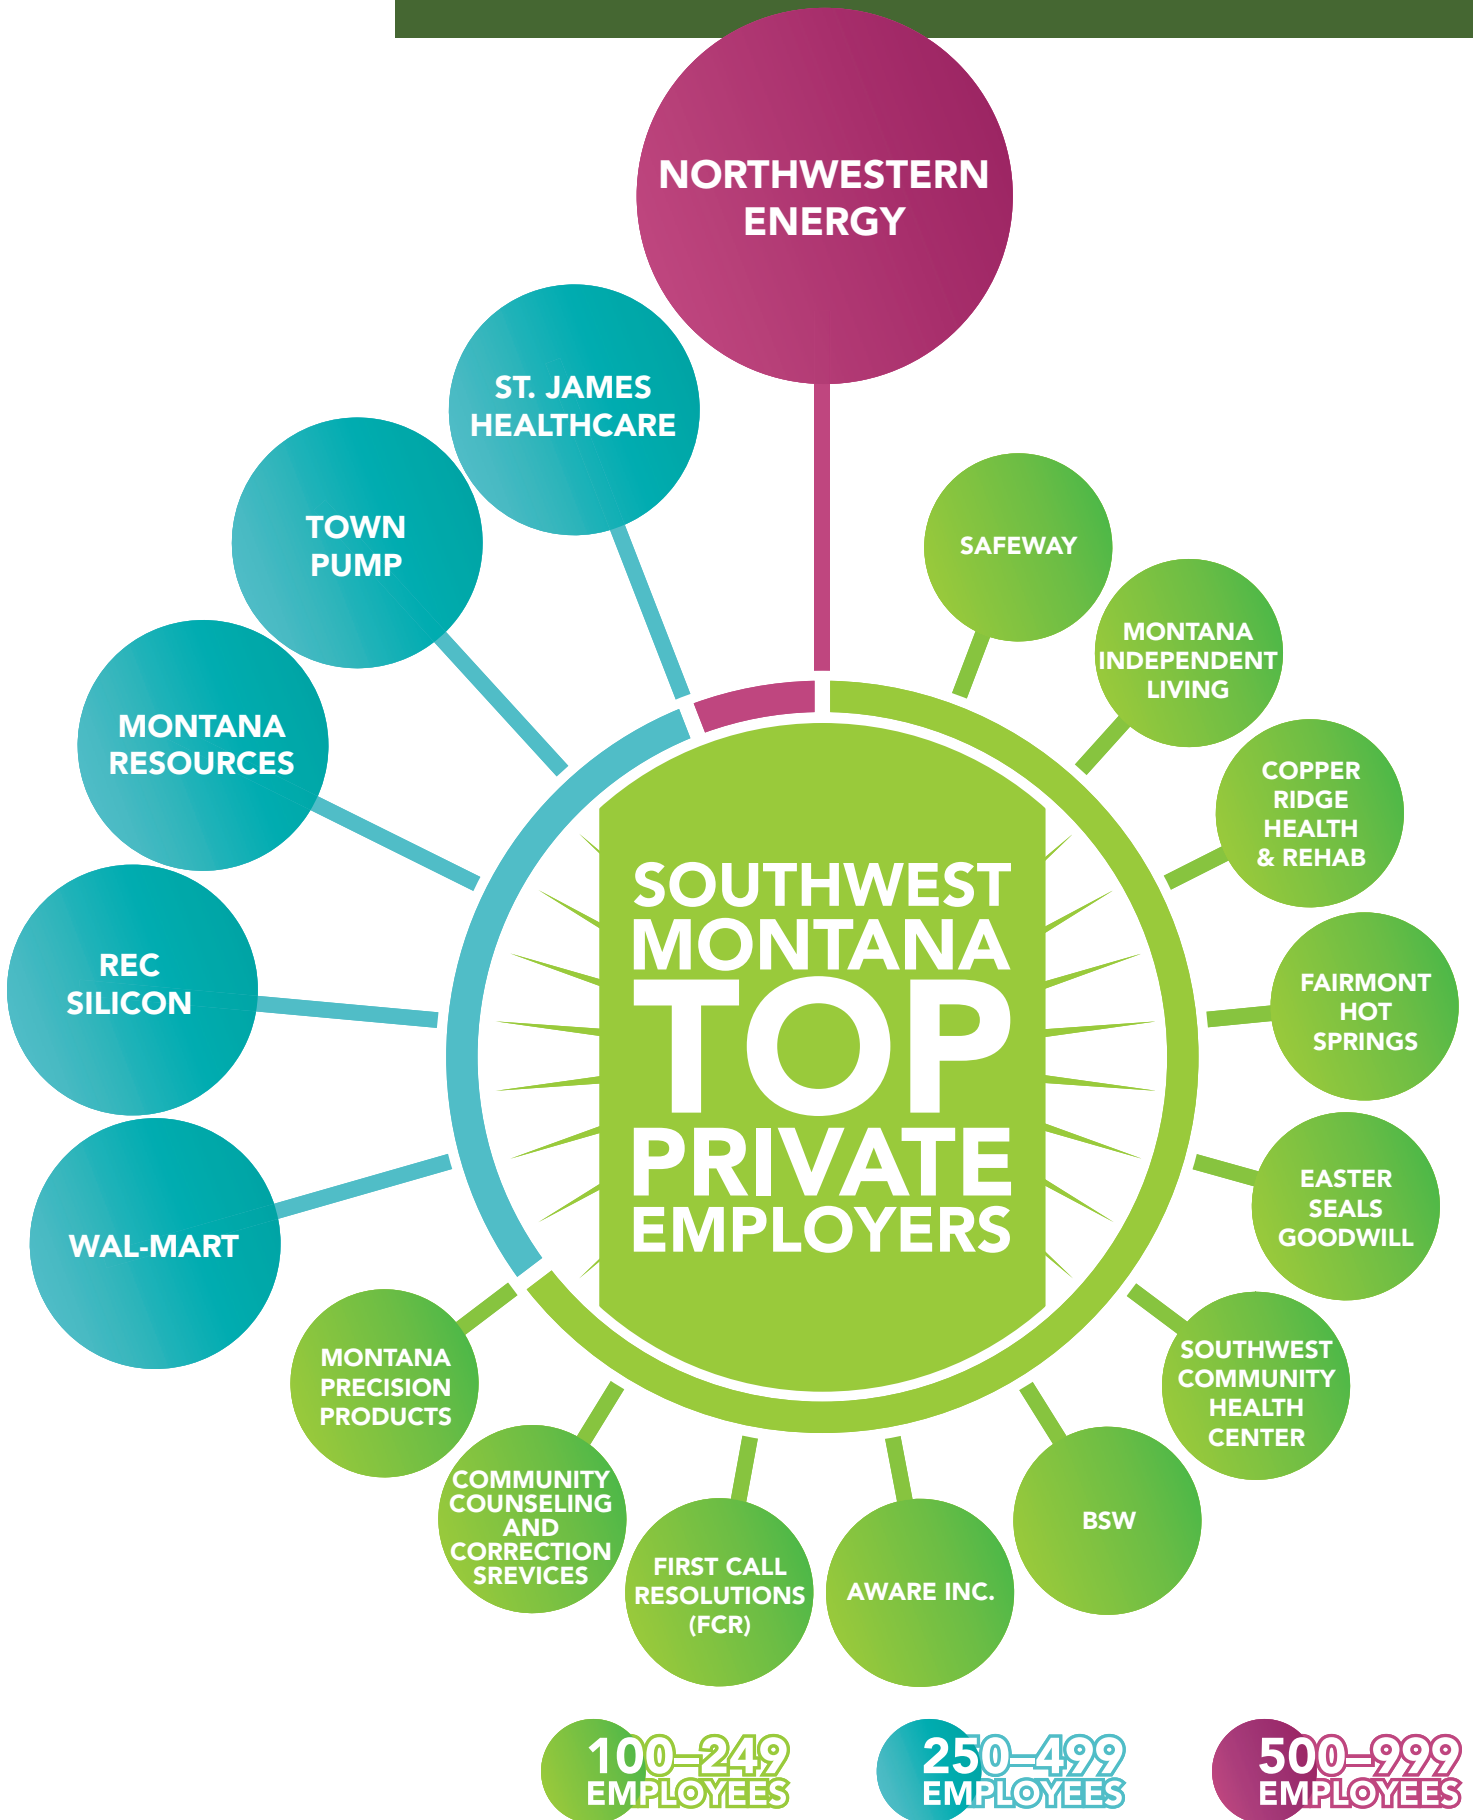 NORTHWESTERN
ENERGY
ST. JAMES
HEALTHCARE
TOWN
PUMP
MONTANA
RESOURCES
REC
SILICON
WAL-MART
SAFEWAY
MONTANA
INDEPENDENT
LIVING
COPPER
RIDGE
HEALTH
& REHAB
FAIRMONT
HOT
SPRINGS
EASTER
SEALS
GOODWILL
SOUTHWEST
COMMUNITY
HEALTH
CENTER
BSW
AWARE INC.
FIRST CALL
RESOLUTIONS
(FCR)
COMMUNITY
COUNSELING
AND
CORRECTION
SREVICES
MONTANA
PRECISION
PRODUCTS
SOUTHWEST
MONTANA
TOP
PRIVATE
EMPLOYERS
100–249
EMPLOYEES
250–499
EMPLOYEES
500–999
EMPLOYEES